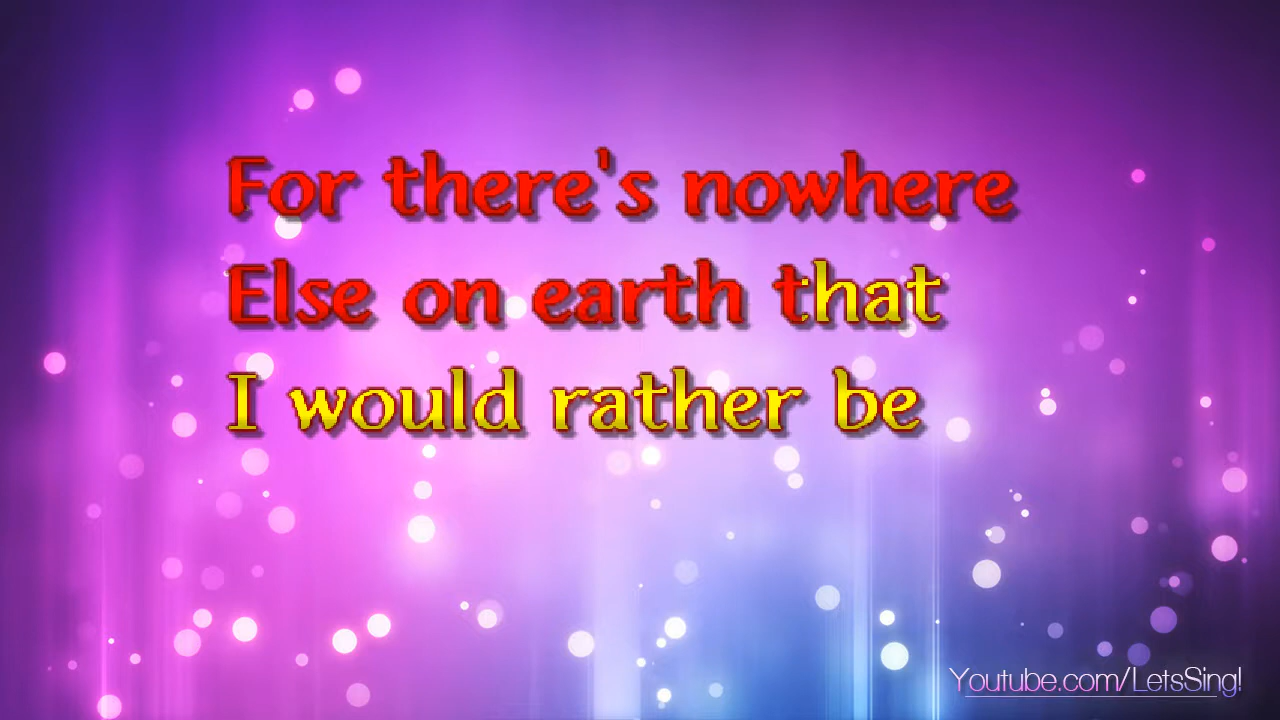 For there's nowhere
Else on earth that
I would rather be
Youtube.com/LetsSing!